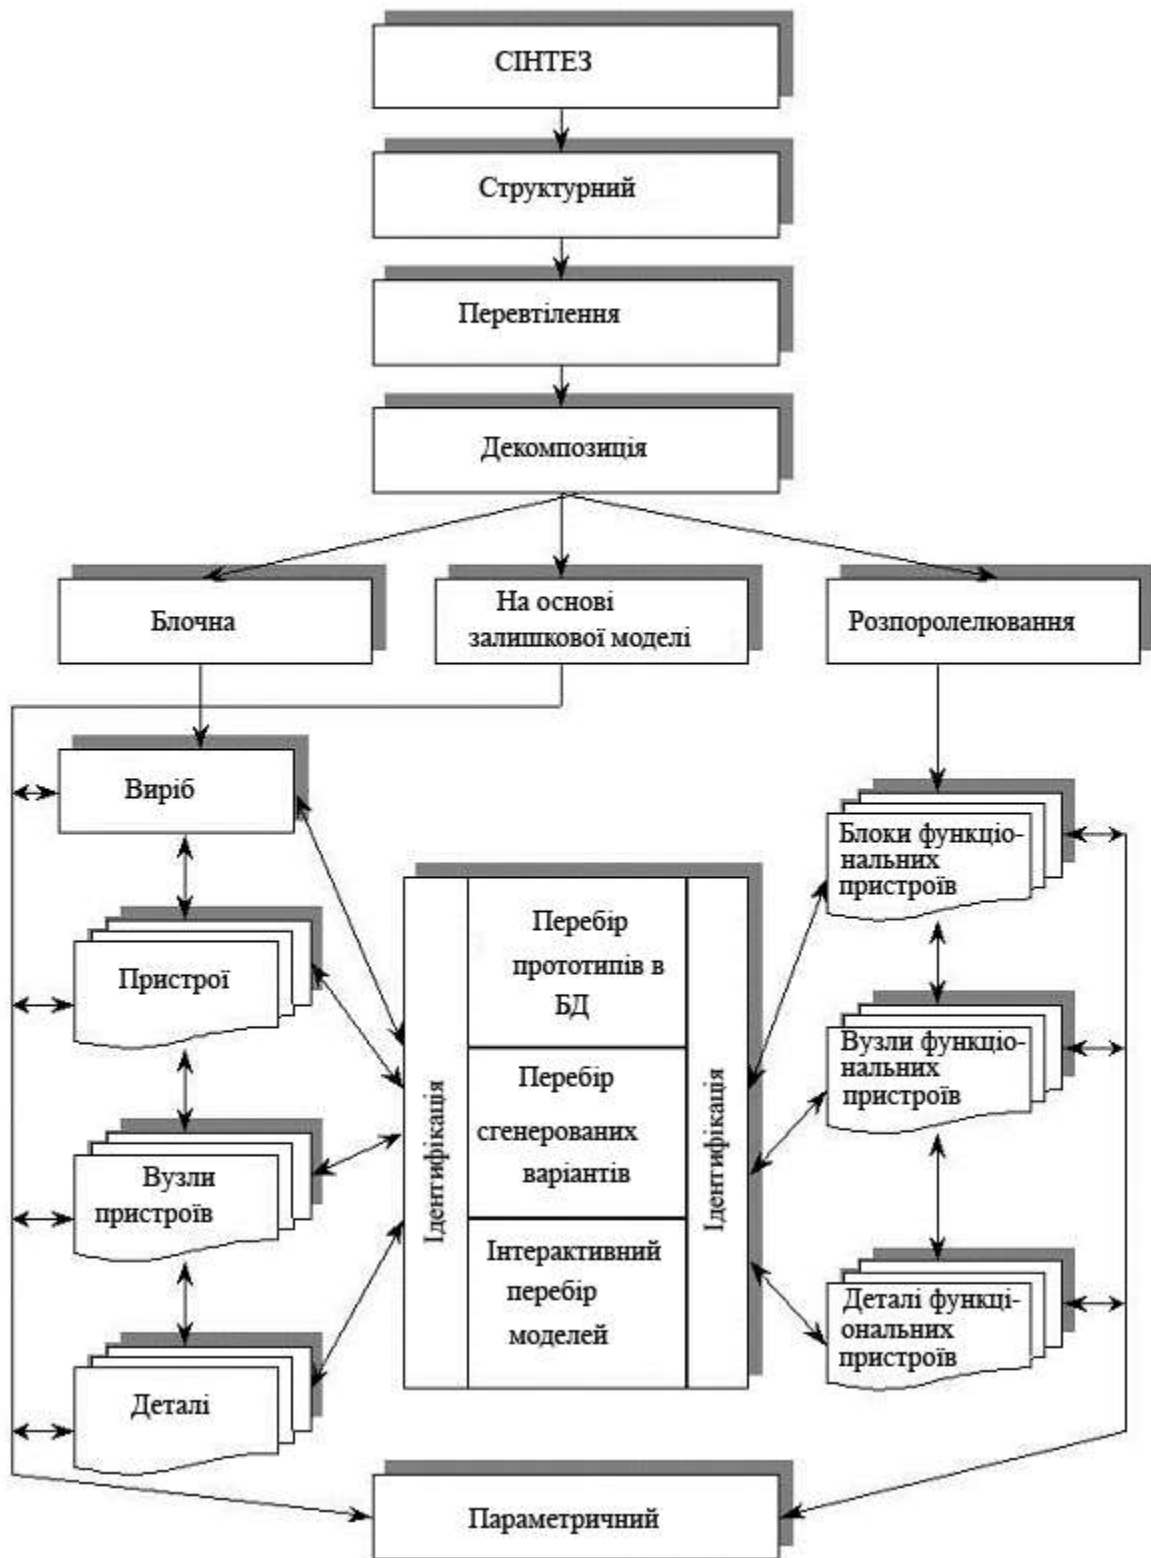 СІНТЕЗ
Структурний
Перевтілення
Декомпозиція
Блочна
На основі
залишкової моделі
Розпоролелювання
Виріб
Пристрої
Вузли
пристроїв
Деталі
Ідентифікація
Перебір
прототипів в
БД
Перебір
сгенерованих
варіантів
Інтерактивний
перебір
моделей
Ідентифікація
Блоки функціо-
нальних
пристроїв
Вузли функціо-
нальних
пристроїв
Деталі функці-
ональних
пристроїв
Параметричний